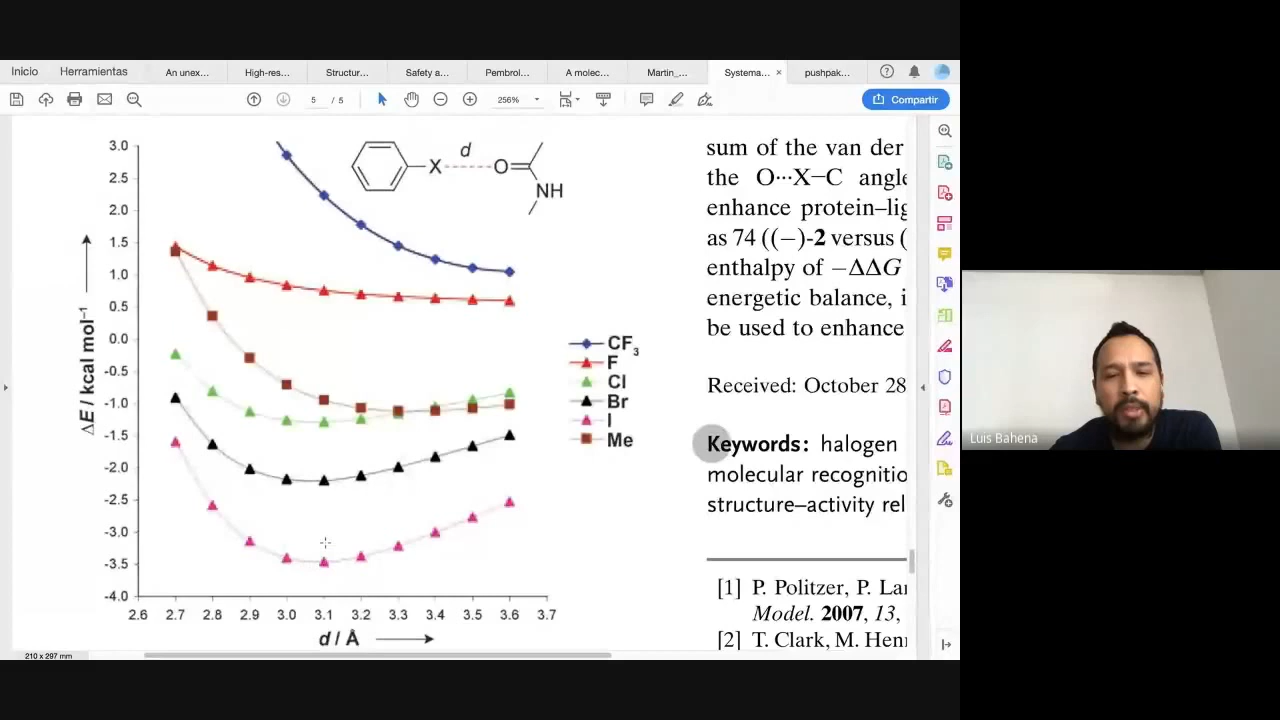 Inicio Herramientas An unex... High-res... Structur... Safety a... Pembrol... A molec... Martin_... Systema... × pushpak...
5 / 5 256% Compartir
3.0
2.5
2.0
1.5
1.0
0.5
0.0
-0.5
-1.0
-1.5
-2.0
-2.5
-3.0
-3.5
-4.0
ΔE / kcal mol⁻¹
2.6 2.7 2.8 2.9 3.0 3.1 3.2 3.3 3.4 3.5 3.6 3.7
d / Å
X d O
NH
CF₃
F
Cl
Br
I
Me
sum of the van der
the O···X−C angle
enhance protein–lig
as 74 ((−)-2 versus (
enthalpy of −ΔΔG
energetic balance, i
be used to enhance
Received: October 28
Keywords: halogen
molecular recognitio
structure–activity rel
[1] P. Politzer, P. Lar
Model. 2007, 13,
[2] T. Clark, M. Henr
210 x 297 mm
Luis Bahena